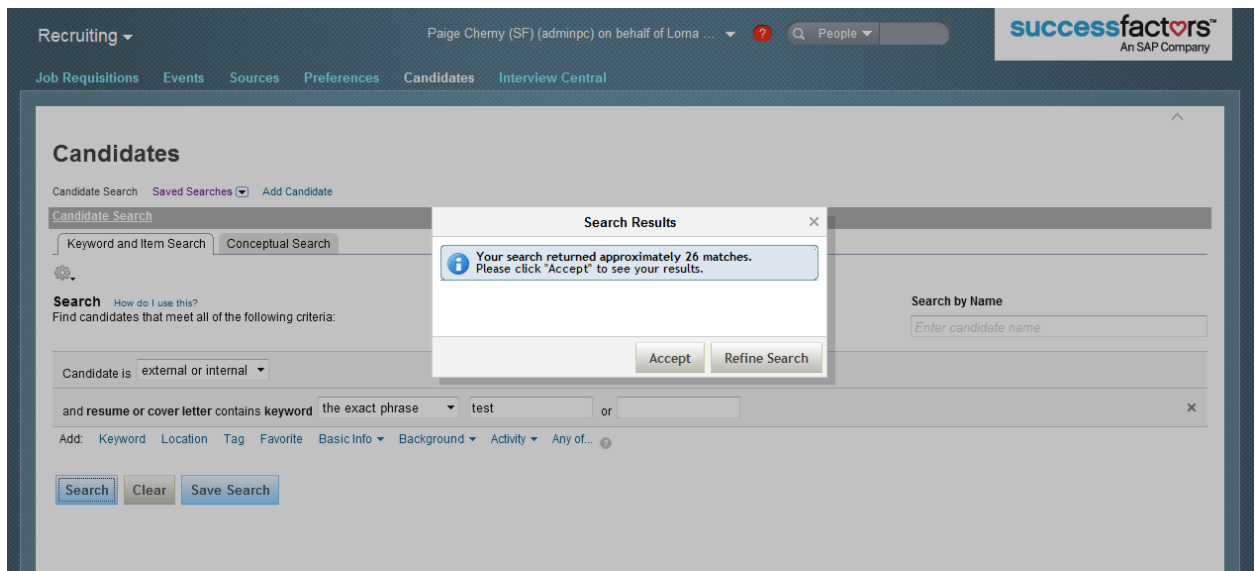 Recruiting
Paige Cherny (SF) (adminpc) on behalf of Lorna ...
?
People
successfactors™
An SAP Company
Job Requisitions Events Sources Preferences Candidates Interview Central
Candidates
Candidate Search Saved Searches Add Candidate
Candidate Search
Keyword and Item Search Conceptual Search
Search How do I use this?
Find candidates that meet all of the following criteria:
Search by Name
Enter candidate name
Search Results ×
Your search returned approximately 26 matches.
Please click "Accept" to see your results.
Accept Refine Search
Candidate is external or internal
and resume or cover letter contains keyword the exact phrase test or ×
Add: Keyword Location Tag Favorite Basic Info Background Activity Any of... ?
Search Clear Save Search